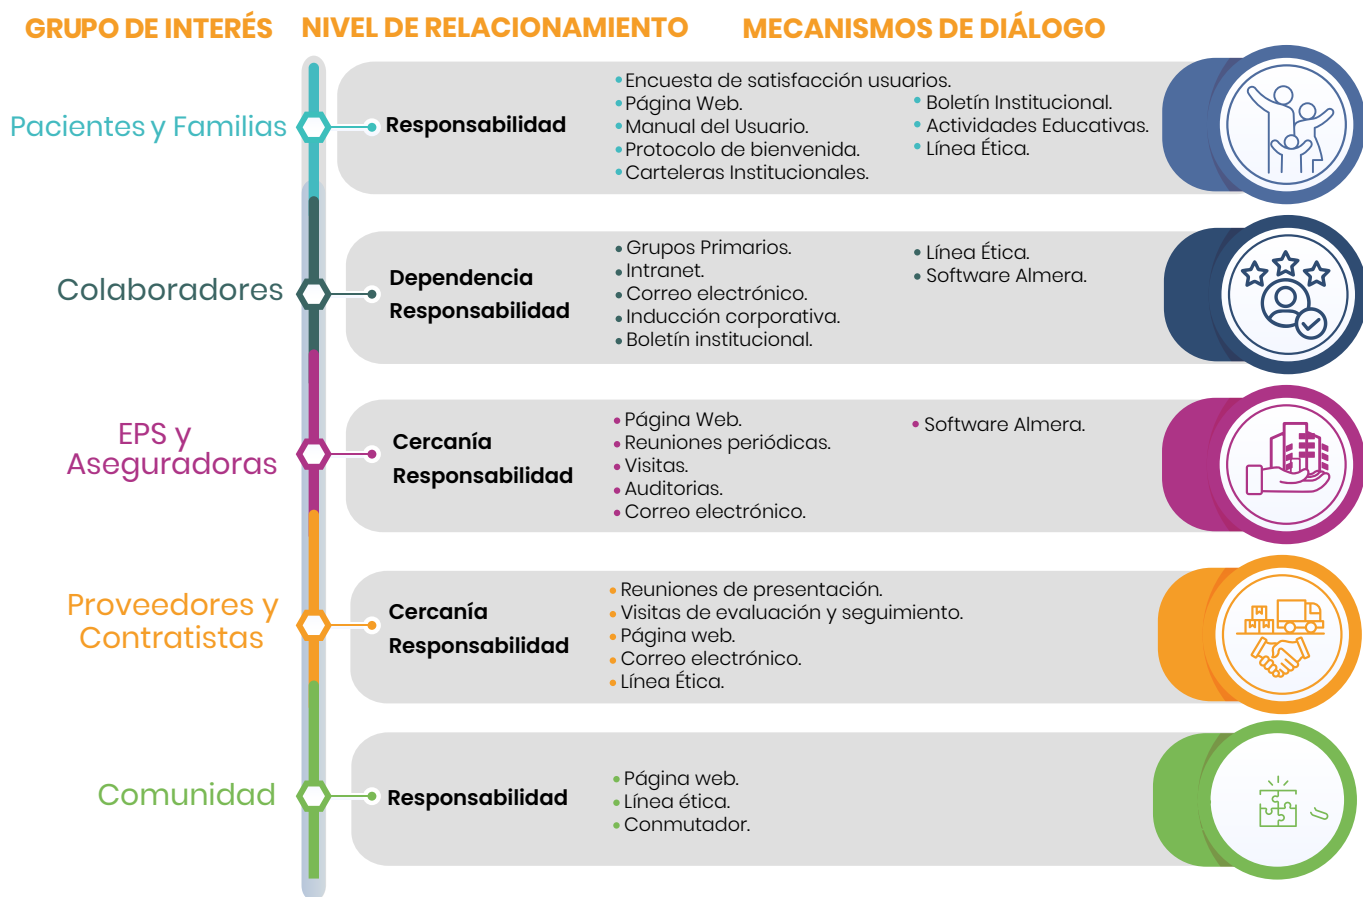 GRUPO DE INTERÉS
NIVEL DE RELACIONAMIENTO
MECANISMOS DE DIÁLOGO
Pacientes y Familias
Responsabilidad
Encuesta de satisfacción usuarios.
Página Web.
Manual del Usuario.
Protocolo de bienvenida.
Carteleras Institucionales.
Boletín Institucional.
Actividades Educativas.
Línea Ética.
Colaboradores
Dependencia
Responsabilidad
Grupos Primarios.
Intranet.
Correo electrónico.
Inducción corporativa.
Boletín institucional.
Línea Ética.
Software Almera.
EPS y
Aseguradoras
Cercanía
Responsabilidad
Página Web.
Reuniones periódicas.
Visitas.
Auditorias.
Correo electrónico.
Software Almera.
Proveedores y
Contratistas
Cercanía
Responsabilidad
Reuniones de presentación.
Visitas de evaluación y seguimiento.
Página web.
Correo electrónico.
Línea Ética.
Comunidad
Responsabilidad
Página web.
Línea ética.
Conmutador.